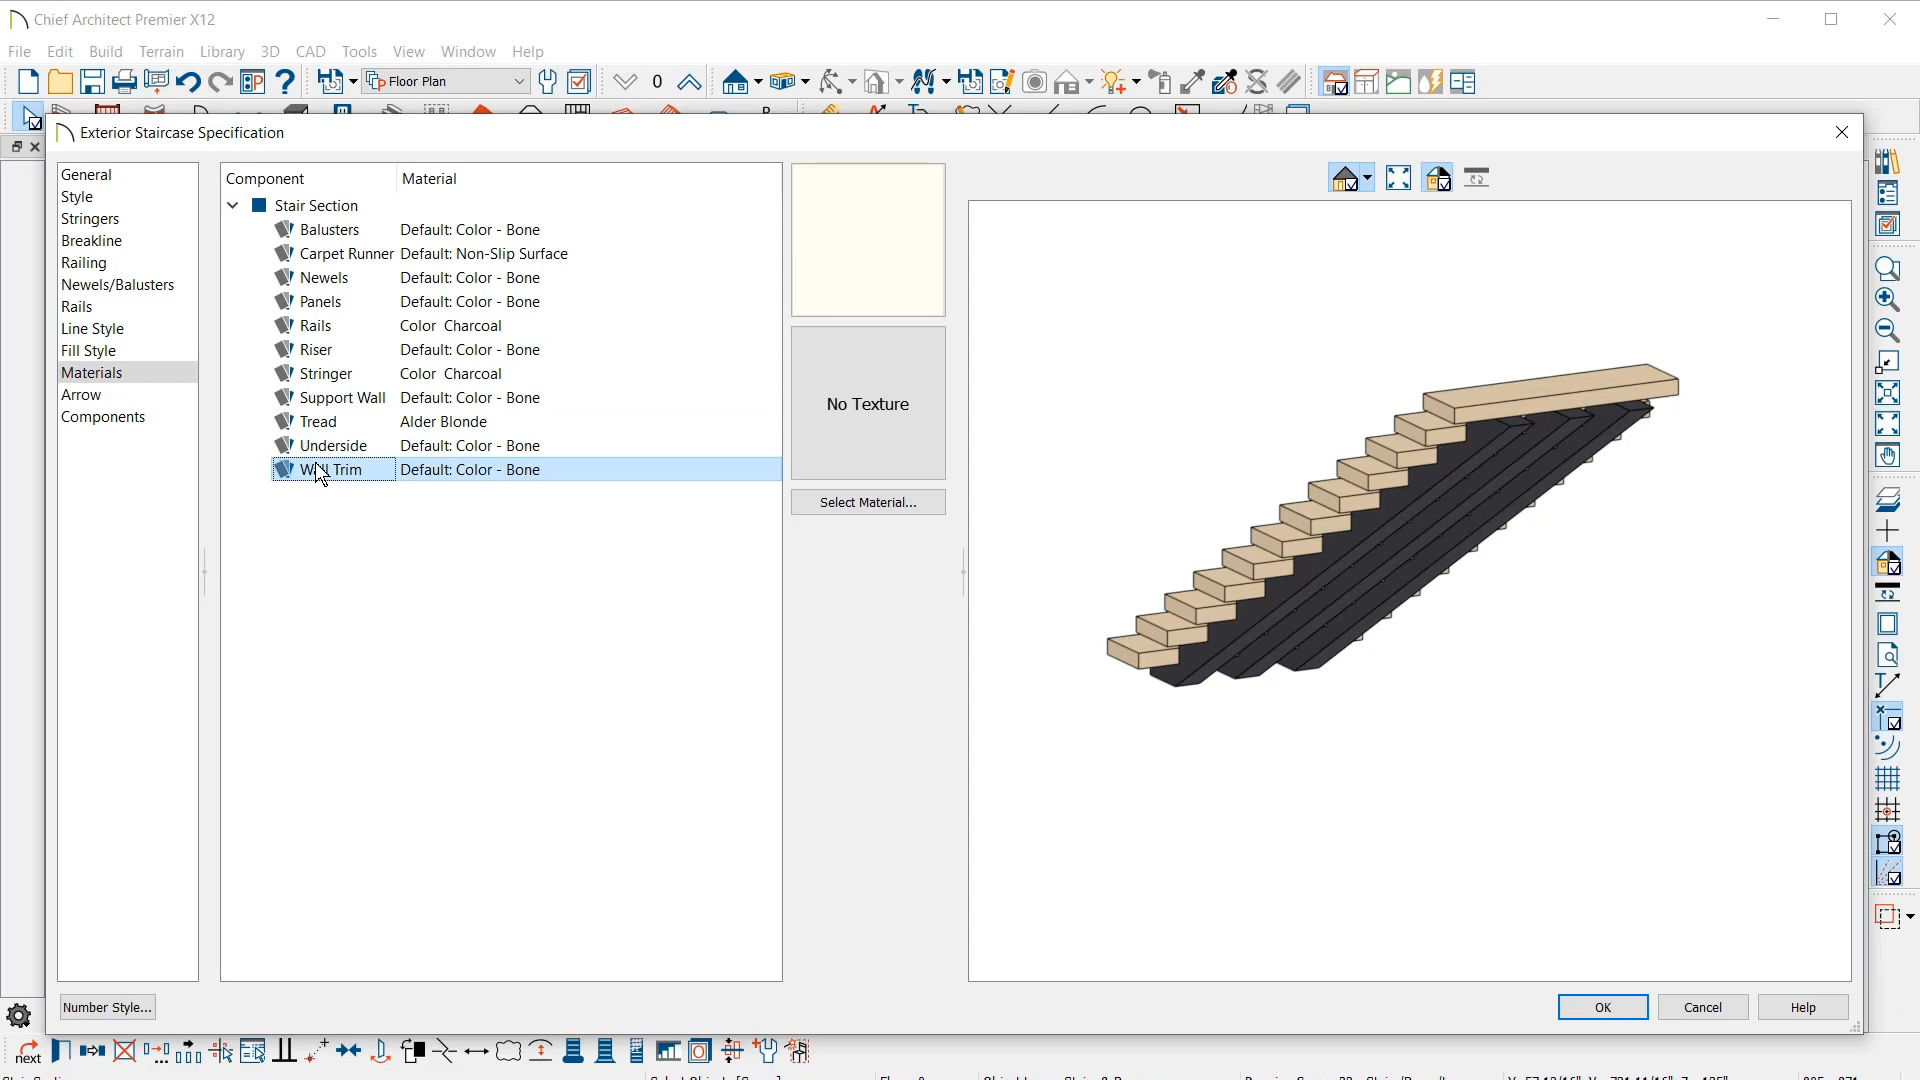 Chief Architect Premier X12
File Edit Build Terrain Library 3D CAD Tools View Window Help
Floor Plan 0
Exterior Staircase Specification
General
Style
Stringers
Breakline
Railing
Newels/Balusters
Rails
Line Style
Fill Style
Materials
Arrow
Components
Component Material
Stair Section
Balusters Default: Color - Bone
Carpet Runner Default: Non-Slip Surface
Newels Default: Color - Bone
Panels Default: Color - Bone
Rails Color Charcoal
Riser Default: Color - Bone
Stringer Color Charcoal
Support Wall Default: Color - Bone
Tread Alder Blonde
Underside Default: Color - Bone
Wall Trim Default: Color - Bone
No Texture
Select Material...
Number Style...
OK Cancel Help
next